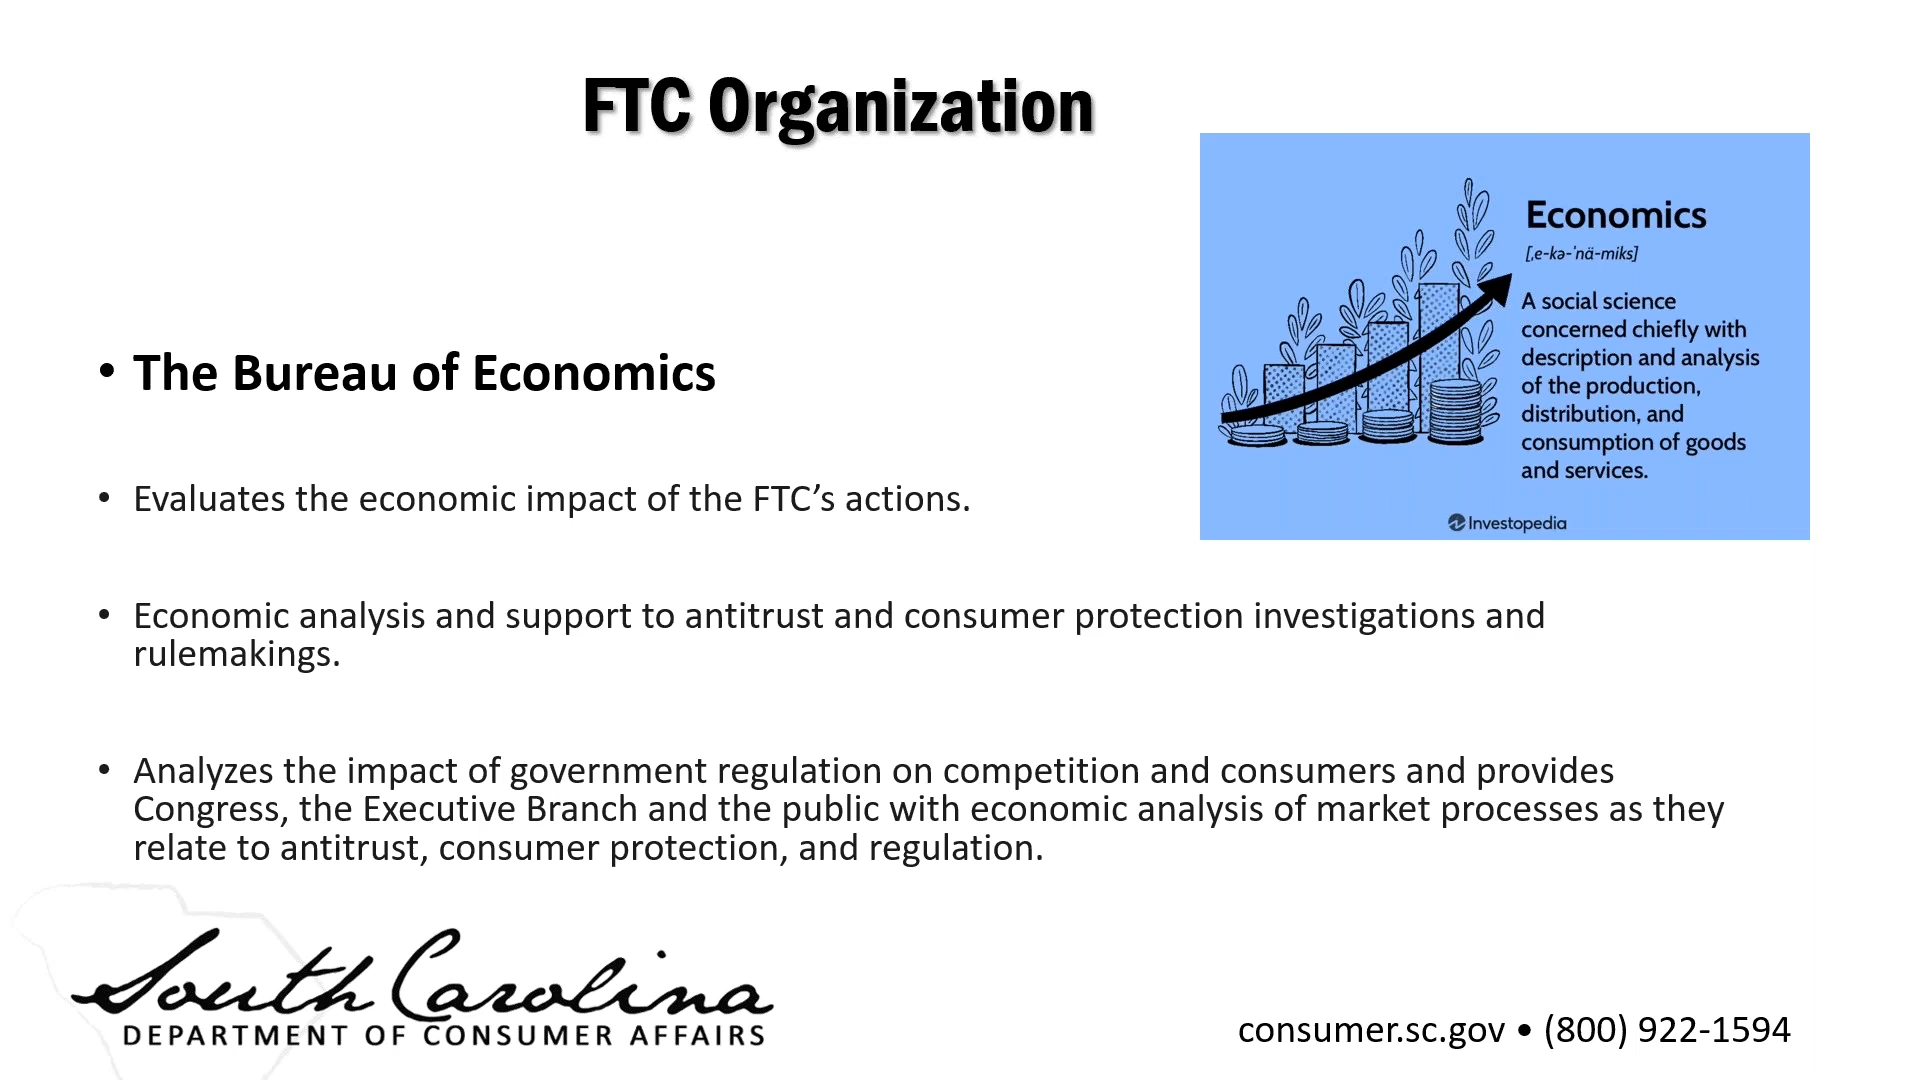 FTC Organization
Economics
[ˌe-kə-ˈnä-miks]
A social science
concerned chiefly with
description and analysis
of the production,
distribution, and
consumption of goods
and services.
Investopedia
• The Bureau of Economics
• Evaluates the economic impact of the FTC’s actions.
• Economic analysis and support to antitrust and consumer protection investigations and
rulemakings.
• Analyzes the impact of government regulation on competition and consumers and provides
Congress, the Executive Branch and the public with economic analysis of market processes as they
relate to antitrust, consumer protection, and regulation.
South Carolina
DEPARTMENT OF CONSUMER AFFAIRS
consumer.sc.gov • (800) 922-1594